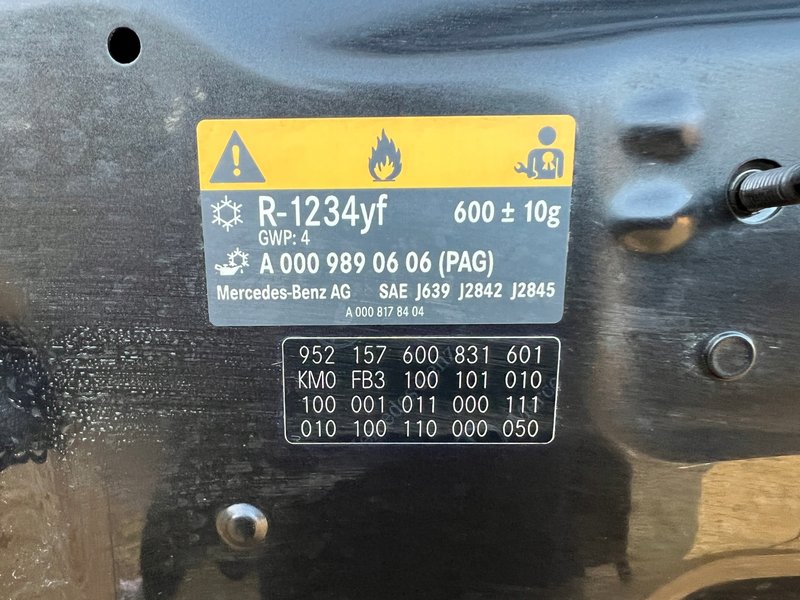 R-1234yf 600 ± 10g
GWP: 4
A 000 989 06 06 (PAG)
Mercedes-Benz AG SAE J639 J2842 J2845
A 000 817 84 04
952 157 600 831 601
KM0 FB3 100 101 010
100 001 011 000 111
010 100 110 000 050